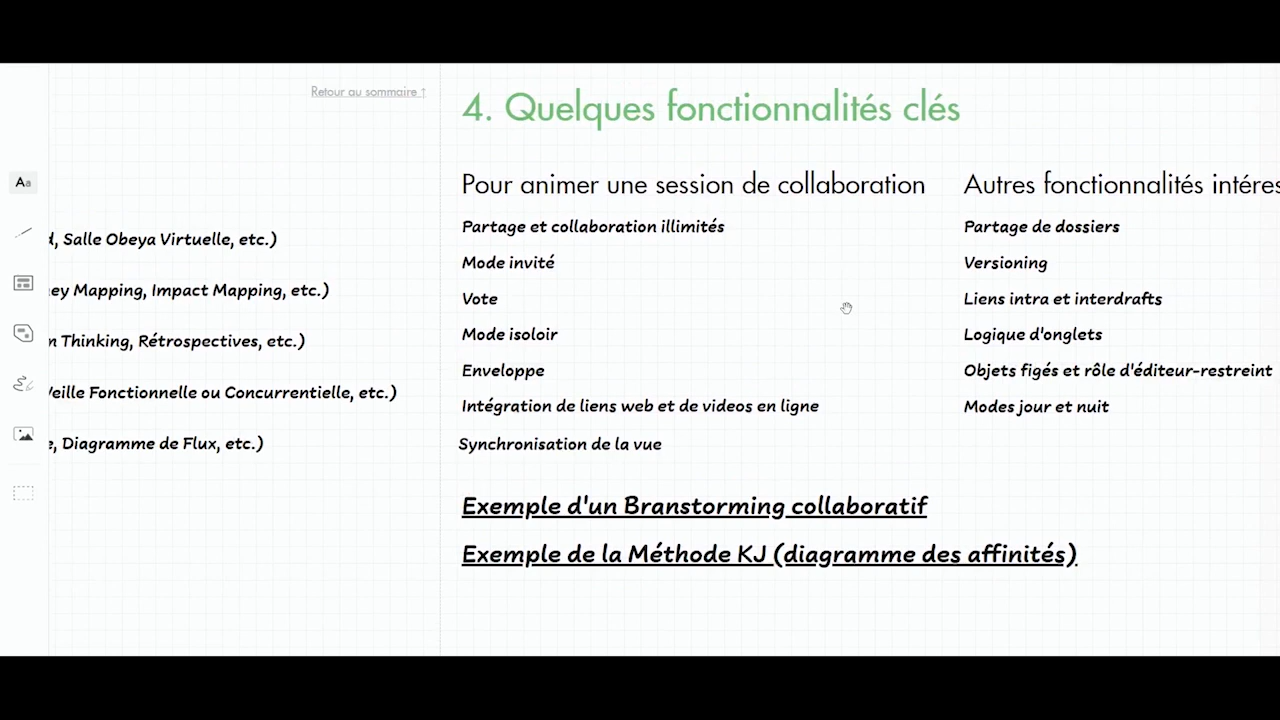 Retour au sommaire ↑
4. Quelques fonctionnalités clés
Pour animer une session de collaboration
Partage et collaboration illimités
Mode invité
Vote
Mode isoloir
Enveloppe
Intégration de liens web et de videos en ligne
Synchronisation de la vue
Autres fonctionnalités intéres
Partage de dossiers
Versioning
Liens intra et interdrafts
Logique d'onglets
Objets figés et rôle d'éditeur-restreint
Modes jour et nuit
Exemple d'un Branstorming collaboratif
Exemple de la Méthode KJ (diagramme des affinités)
Aa
, Salle Obeya Virtuelle, etc.)
ey Mapping, Impact Mapping, etc.)
n Thinking, Rétrospectives, etc.)
Veille Fonctionnelle ou Concurrentielle, etc.)
e, Diagramme de Flux, etc.)